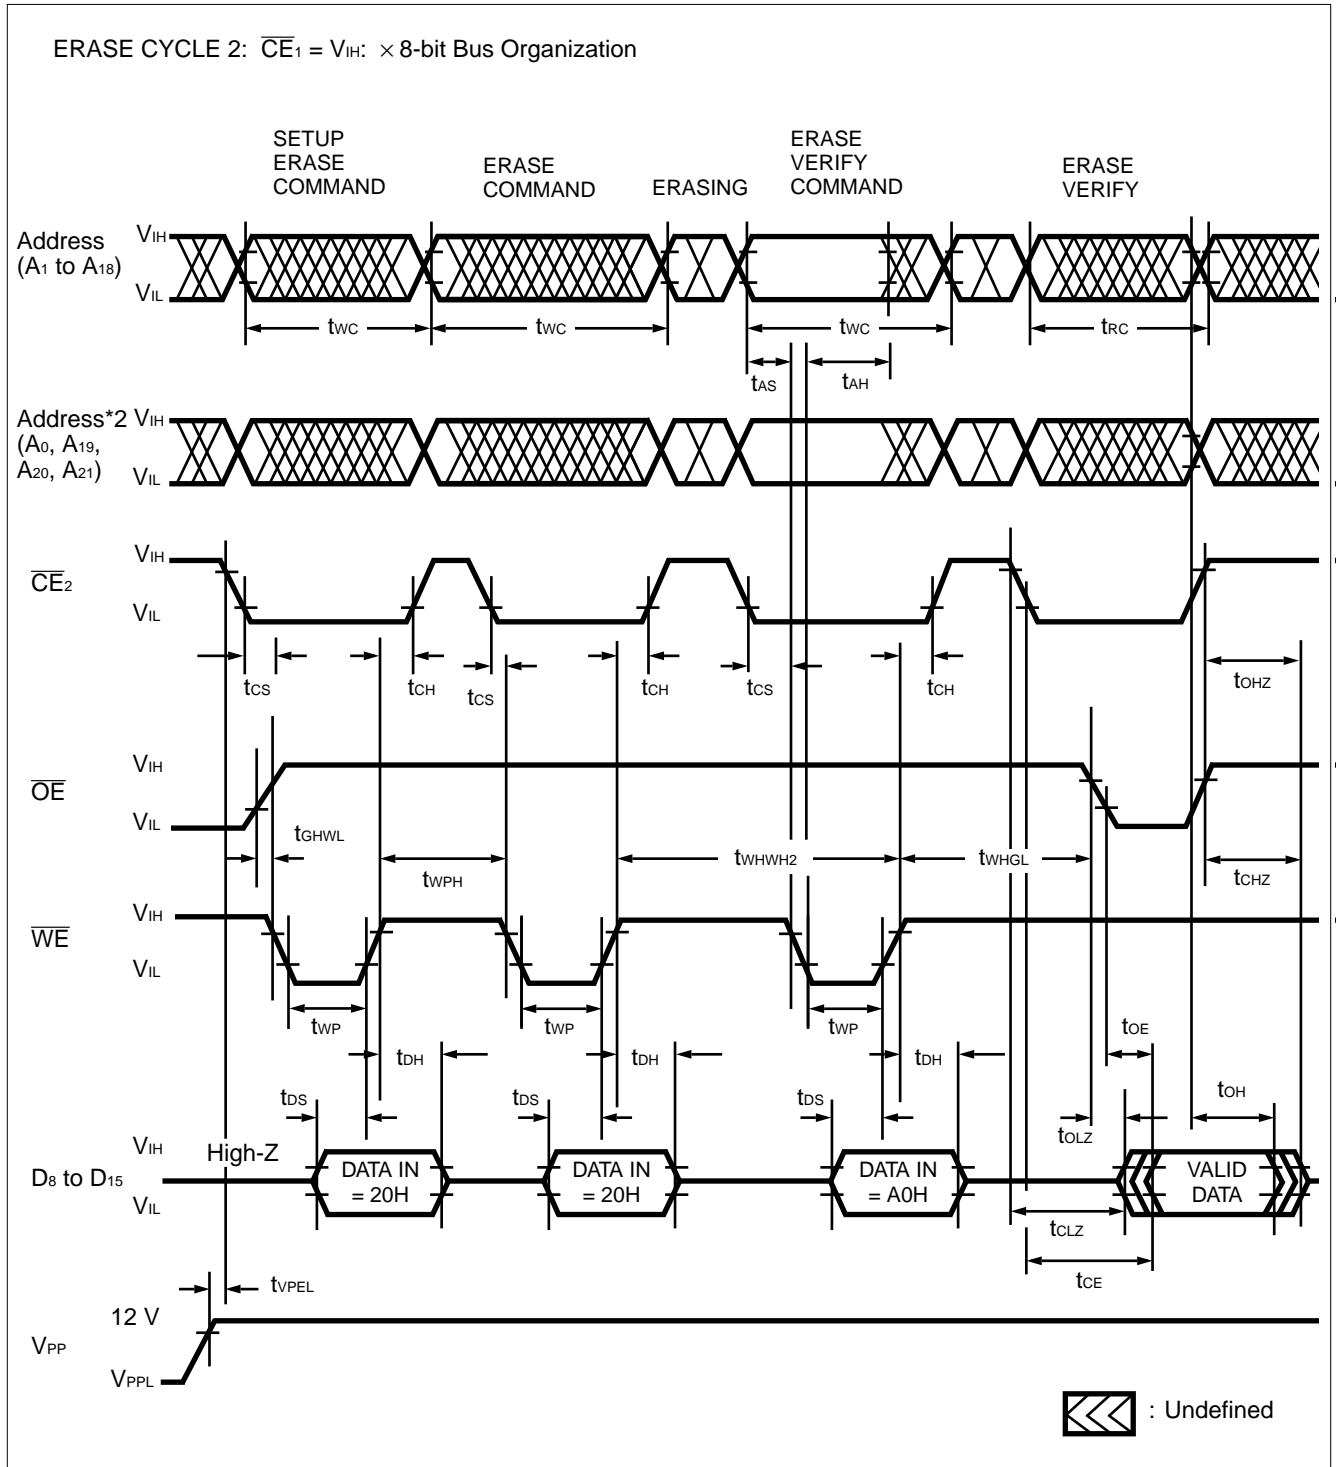 ERASE CYCLE 2: CE1 = VIH: × 8-bit Bus Organization
SETUP
ERASE
COMMAND
ERASE
COMMAND
ERASING
ERASE
VERIFY
COMMAND
ERASE
VERIFY
Address
(A1 to A18)
VIH
VIL
tWC
tWC
tWC
tRC
tAS
tAH
Address*2
(A0, A19,
A20, A21)
VIH
VIL
CE2
VIH
VIL
tCS
tCH
tCS
tCH
tCS
tCH
tOHZ
OE
VIH
VIL
tGHWL
tWPH
tWHWH2
tWHGL
tCHZ
WE
VIH
VIL
tWP
tWP
tWP
tOE
tDH
tDH
tDH
tDS
tDS
tDS
tOH
tOLZ
D8 to D15
VIH
VIL
High-Z
DATA IN
= 20H
DATA IN
= 20H
DATA IN
= A0H
VALID
DATA
tCLZ
tCE
tVPEL
VPP
12 V
VPPL
: Undefined